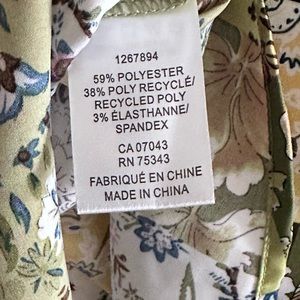 1267894
59% POLYESTER
38% POLY RECYCLÉ/
RECYCLED POLY
3% ÉLASTHANNE/
SPANDEX
CA 07043
RN 75343
FABRIQUÉ EN CHINE
MADE IN CHINA